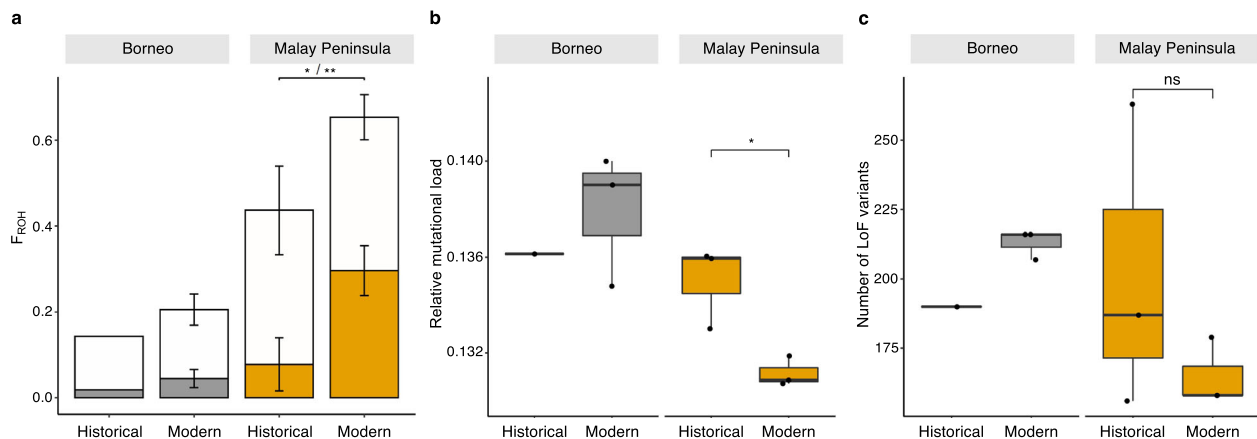 a
Borneo
Malay Peninsula
* / **
FROH
0.6
0.4
0.2
0.0
Historical
Modern
Historical
Modern
b
Borneo
Malay Peninsula
*
Relative mutational load
0.140
0.136
0.132
Historical
Modern
Historical
Modern
c
Borneo
Malay Peninsula
ns
Number of LoF variants
250
225
200
175
Historical
Modern
Historical
Modern